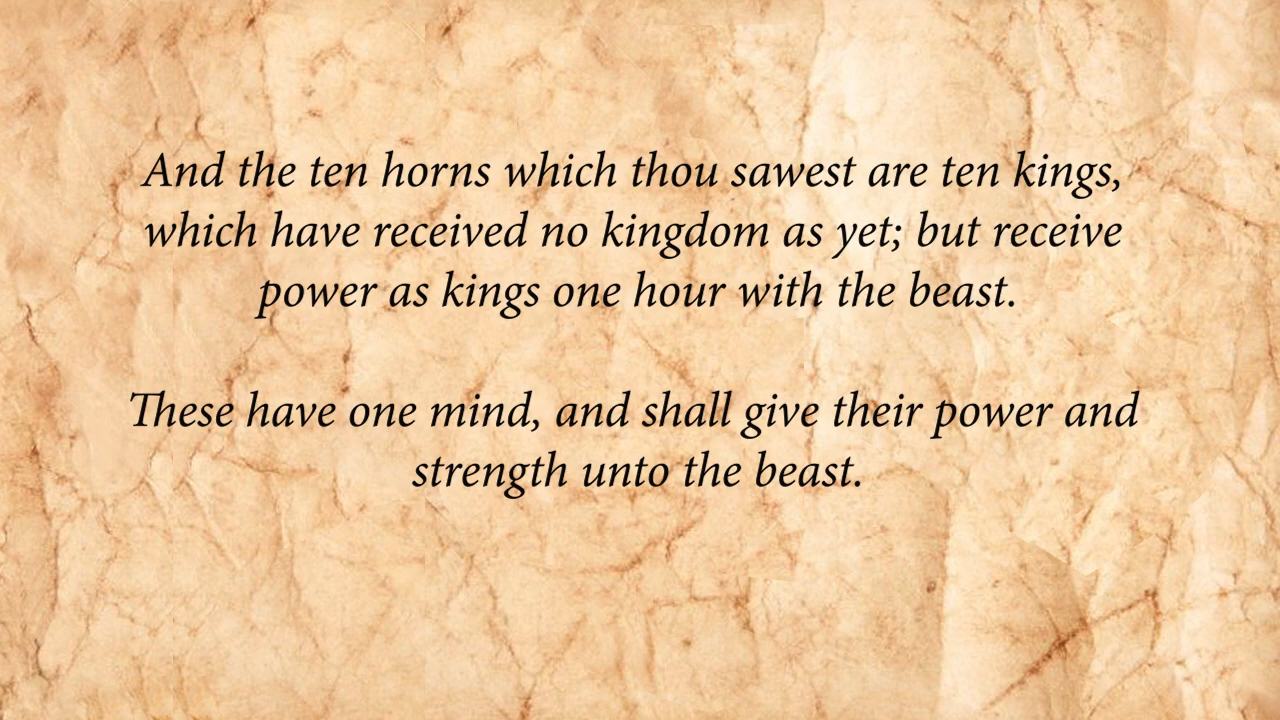 And the ten horns which thou sawest are ten kings,
which have received no kingdom as yet; but receive
power as kings one hour with the beast.
These have one mind, and shall give their power and
strength unto the beast.